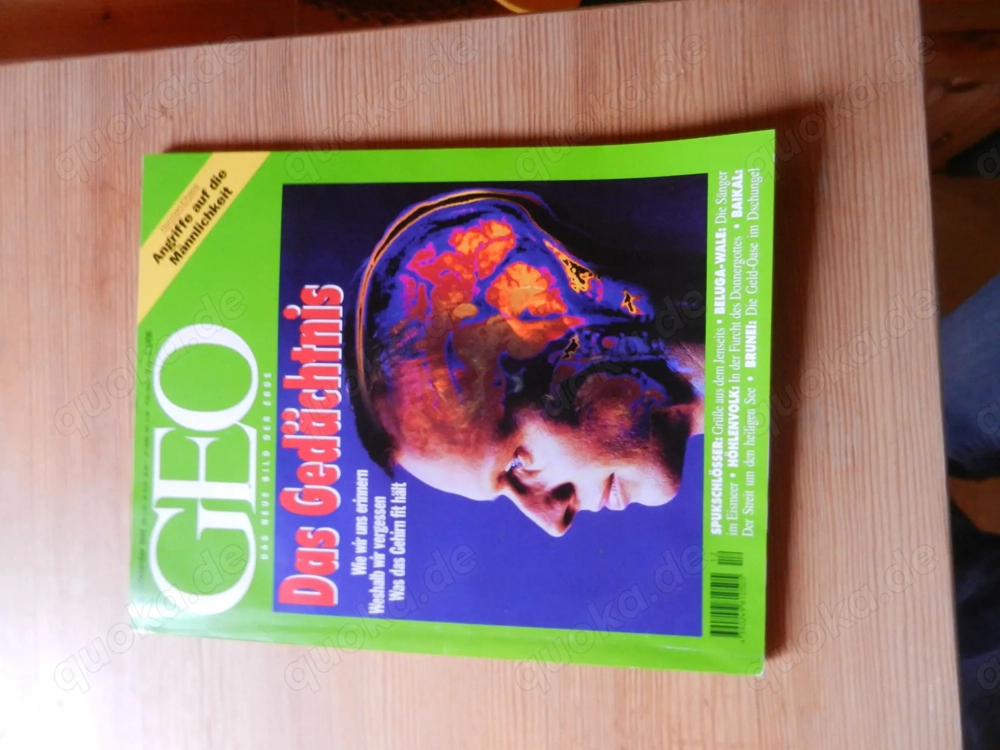 GEO
DAS NEUE BILD DER ERDE
Angriffe auf die
Männlichkeit
Das Gedächtnis
Wie wir uns erinnern
Weshalb wir vergessen
Was das Gehirn fit hält
SPUKSCHLÖSSER: Grüße aus dem Jenseits • BELUGA-WALE: Die Sänger
im Eismeer • HÖHLENVOLK: In der Furcht des Donnergottes • BAIKAL:
Der Streit um den heiligen See • BRUNEI: Die Geld-Oase im Dschungel
quoka.de